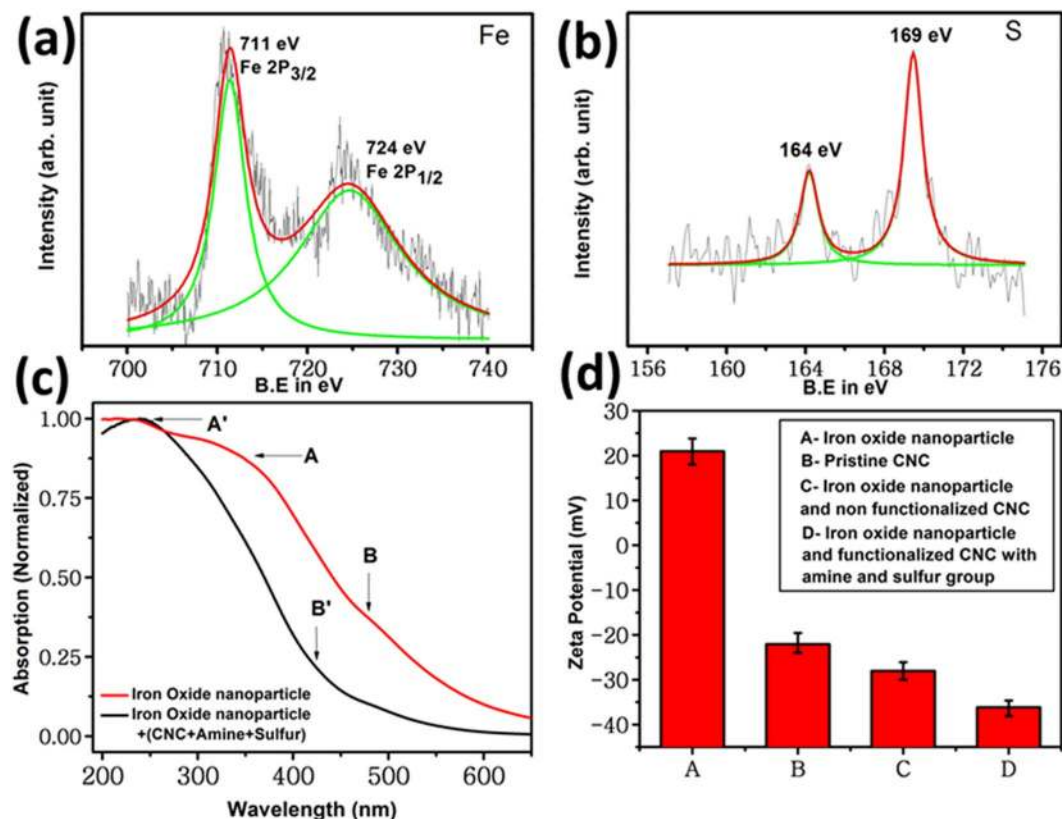 (a)
Fe
711 eV
Fe 2P3/2
724 eV
Fe 2P1/2
Intensity (arb. unit)
700 710 720 730 740
B.E in eV
(b)
S
169 eV
164 eV
Intensity (arb. unit)
156 160 164 168 172 176
B.E in eV
(c)
A'
A
B
B'
1.00
0.75
0.50
0.25
0.00
Absorption (Normalized)
Iron Oxide nanoparticle
Iron Oxide nanoparticle
+(CNC+Amine+Sulfur)
200 300 400 500 600
Wavelength (nm)
(d)
30
20
10
0
-10
-20
-30
-40
Zeta Potential (mV)
A- Iron oxide nanoparticle
B- Pristine CNC
C- Iron oxide nanoparticle
and non functionalized CNC
D- Iron oxide nanoparticle
and functionalized CNC with
amine and sulfur group
A B C D